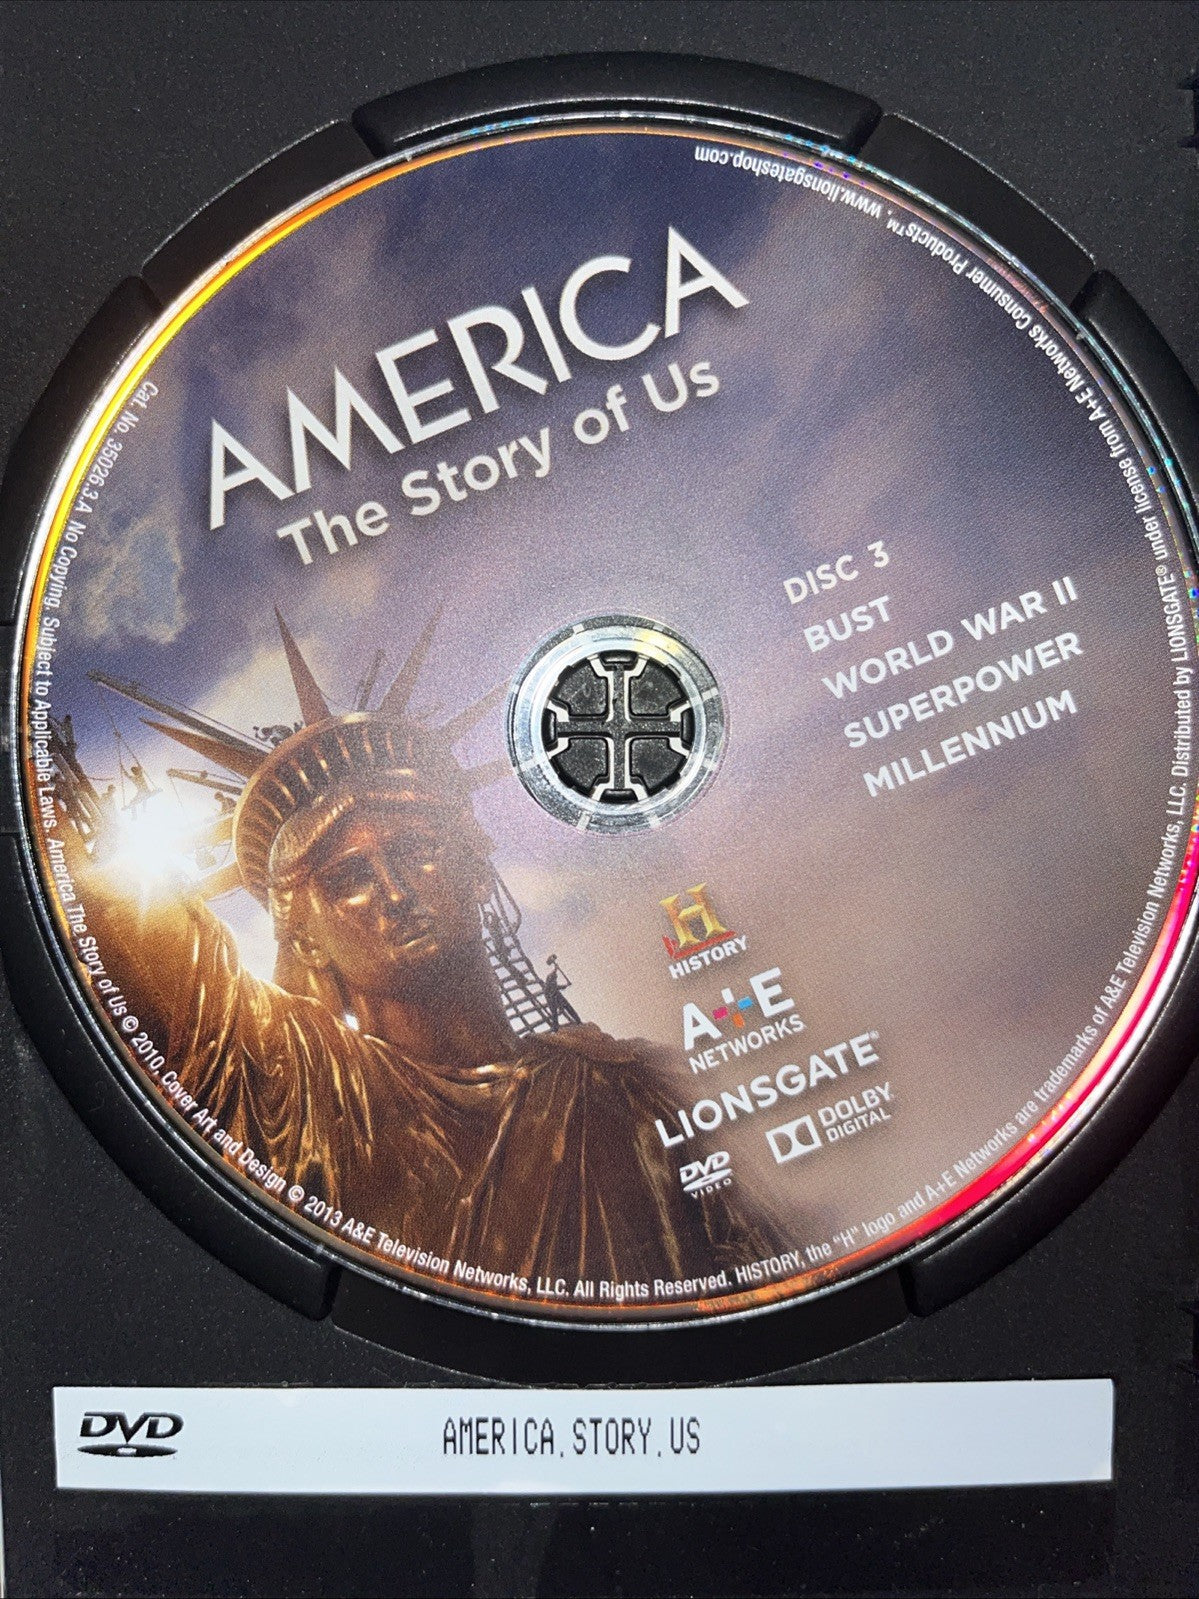 AMERICA
The Story of Us
DISC 3
BUST
WORLD WAR II
SUPERPOWER
MILLENNIUM
H
HISTORY
A+E
NETWORKS
LIONSGATE®
DVD
VIDEO
DOLBY
DIGITAL
Cat. No. 35026.3.A No Copying. Subject to Applicable Laws. America The Story of Us © 2010, Cover Art and Design © 2013 A&E Television Networks, LLC. All Rights Reserved. HISTORY, the "H" logo and A+E Networks are trademarks of A&E Television Networks, LLC. Distributed by LIONSGATE® under license from A+E Networks Consumer Products™, www.lionsgateshop.com
DVD
AMERICA.STORY.US